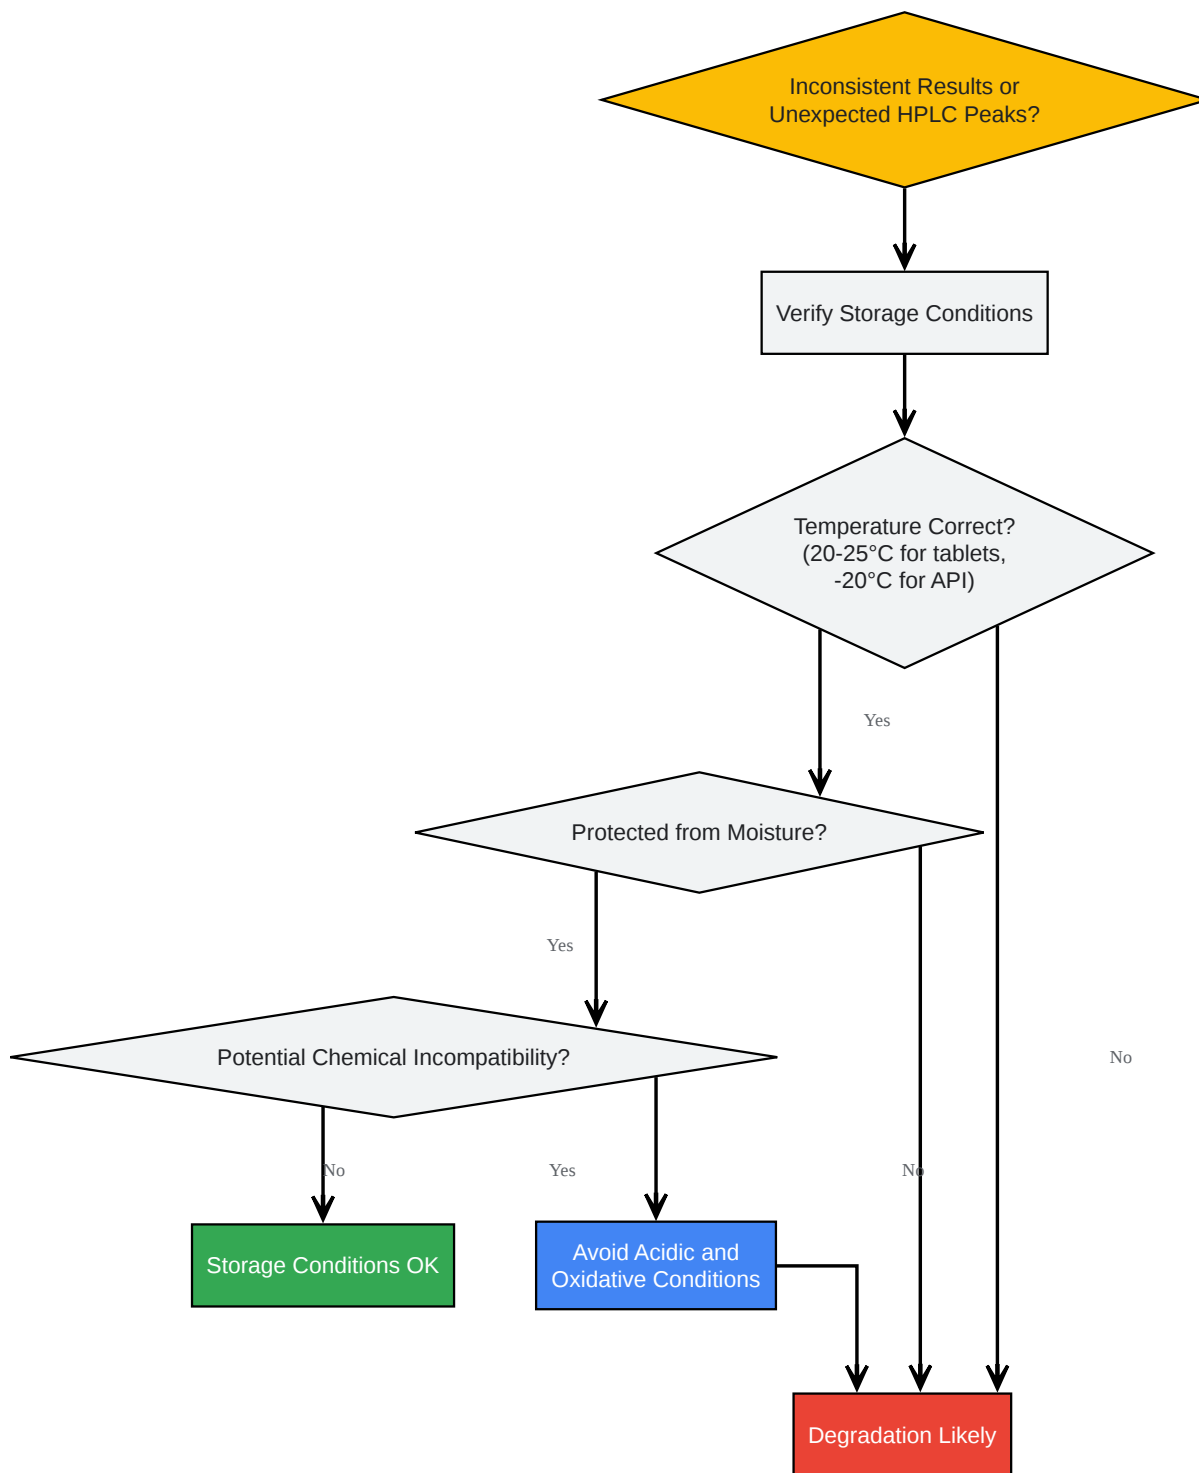 Inconsistent Results or
Unexpected HPLC Peaks?
Verify Storage Conditions
Temperature Correct?
(20-25°C for tablets,
-20°C for API)
Yes
Protected from Moisture?
Yes
Potential Chemical Incompatibility?
No
No
Yes
No
Storage Conditions OK
Avoid Acidic and
Oxidative Conditions
Degradation Likely